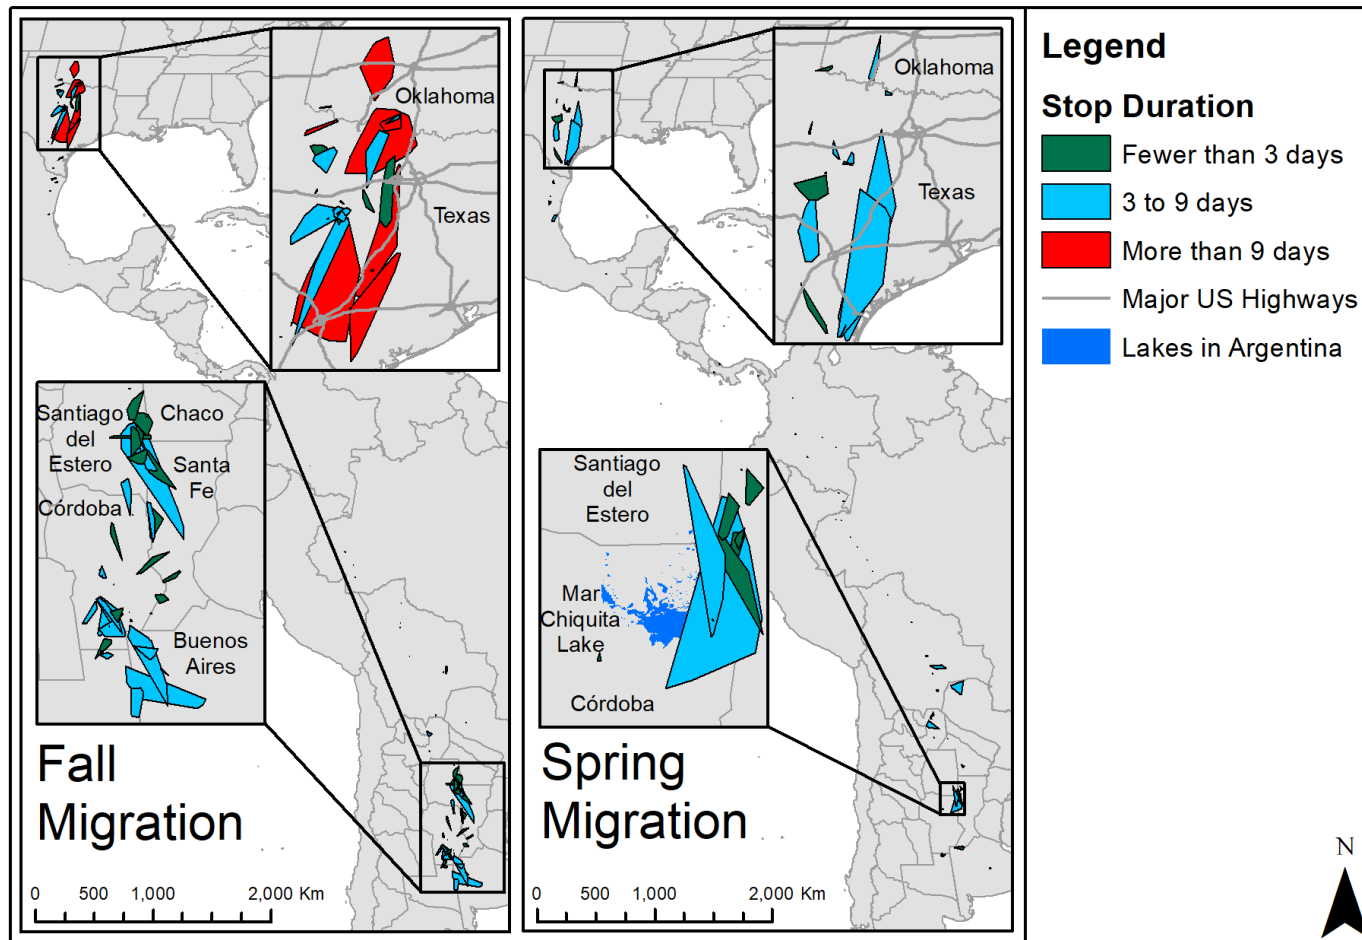 Oklahoma
Texas
Santiago
del
Estero
Chaco
Santa
Fe
Córdoba
Buenos
Aires
Fall
Migration
0 500 1,000 2,000 Km
Oklahoma
Texas
Santiago
del
Estero
Mar
Chiquita
Lake
Córdoba
Spring
Migration
0 500 1,000 2,000 Km
Legend
Stop Duration
Fewer than 3 days
3 to 9 days
More than 9 days
Major US Highways
Lakes in Argentina
N